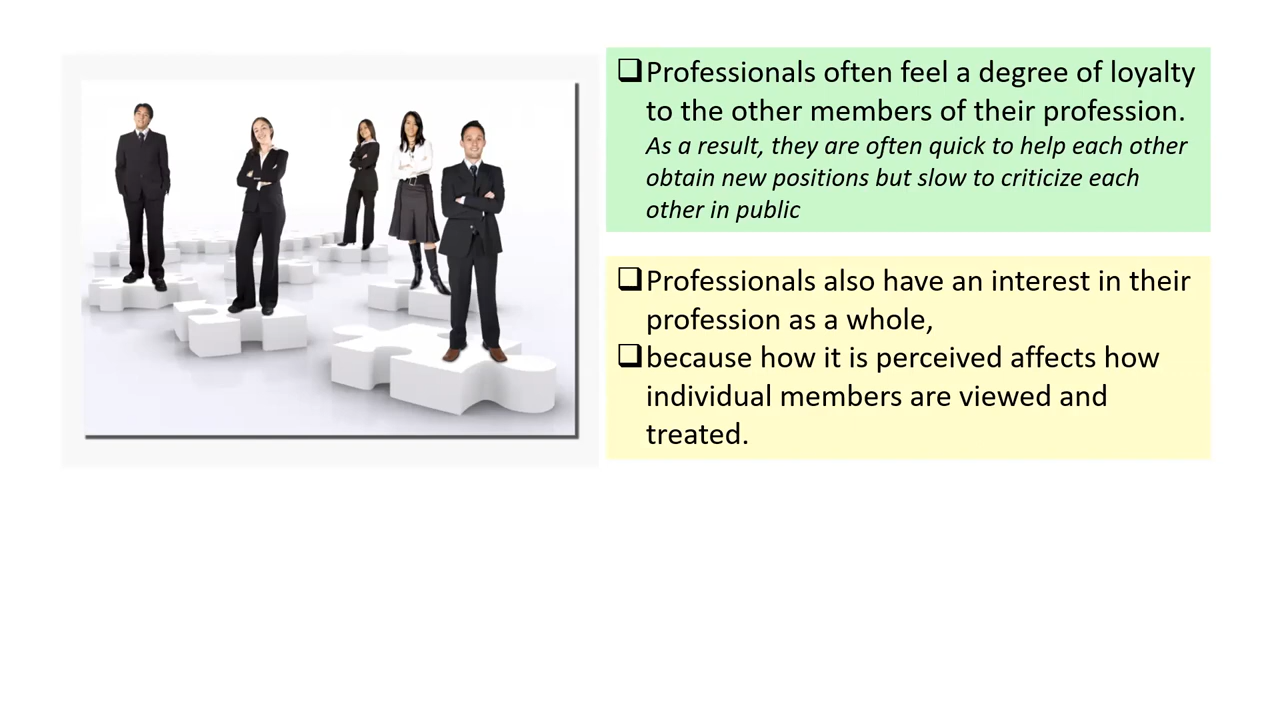 ❑Professionals often feel a degree of loyalty
to the other members of their profession.
As a result, they are often quick to help each other
obtain new positions but slow to criticize each
other in public
❑Professionals also have an interest in their
profession as a whole,
❑because how it is perceived affects how
individual members are viewed and
treated.